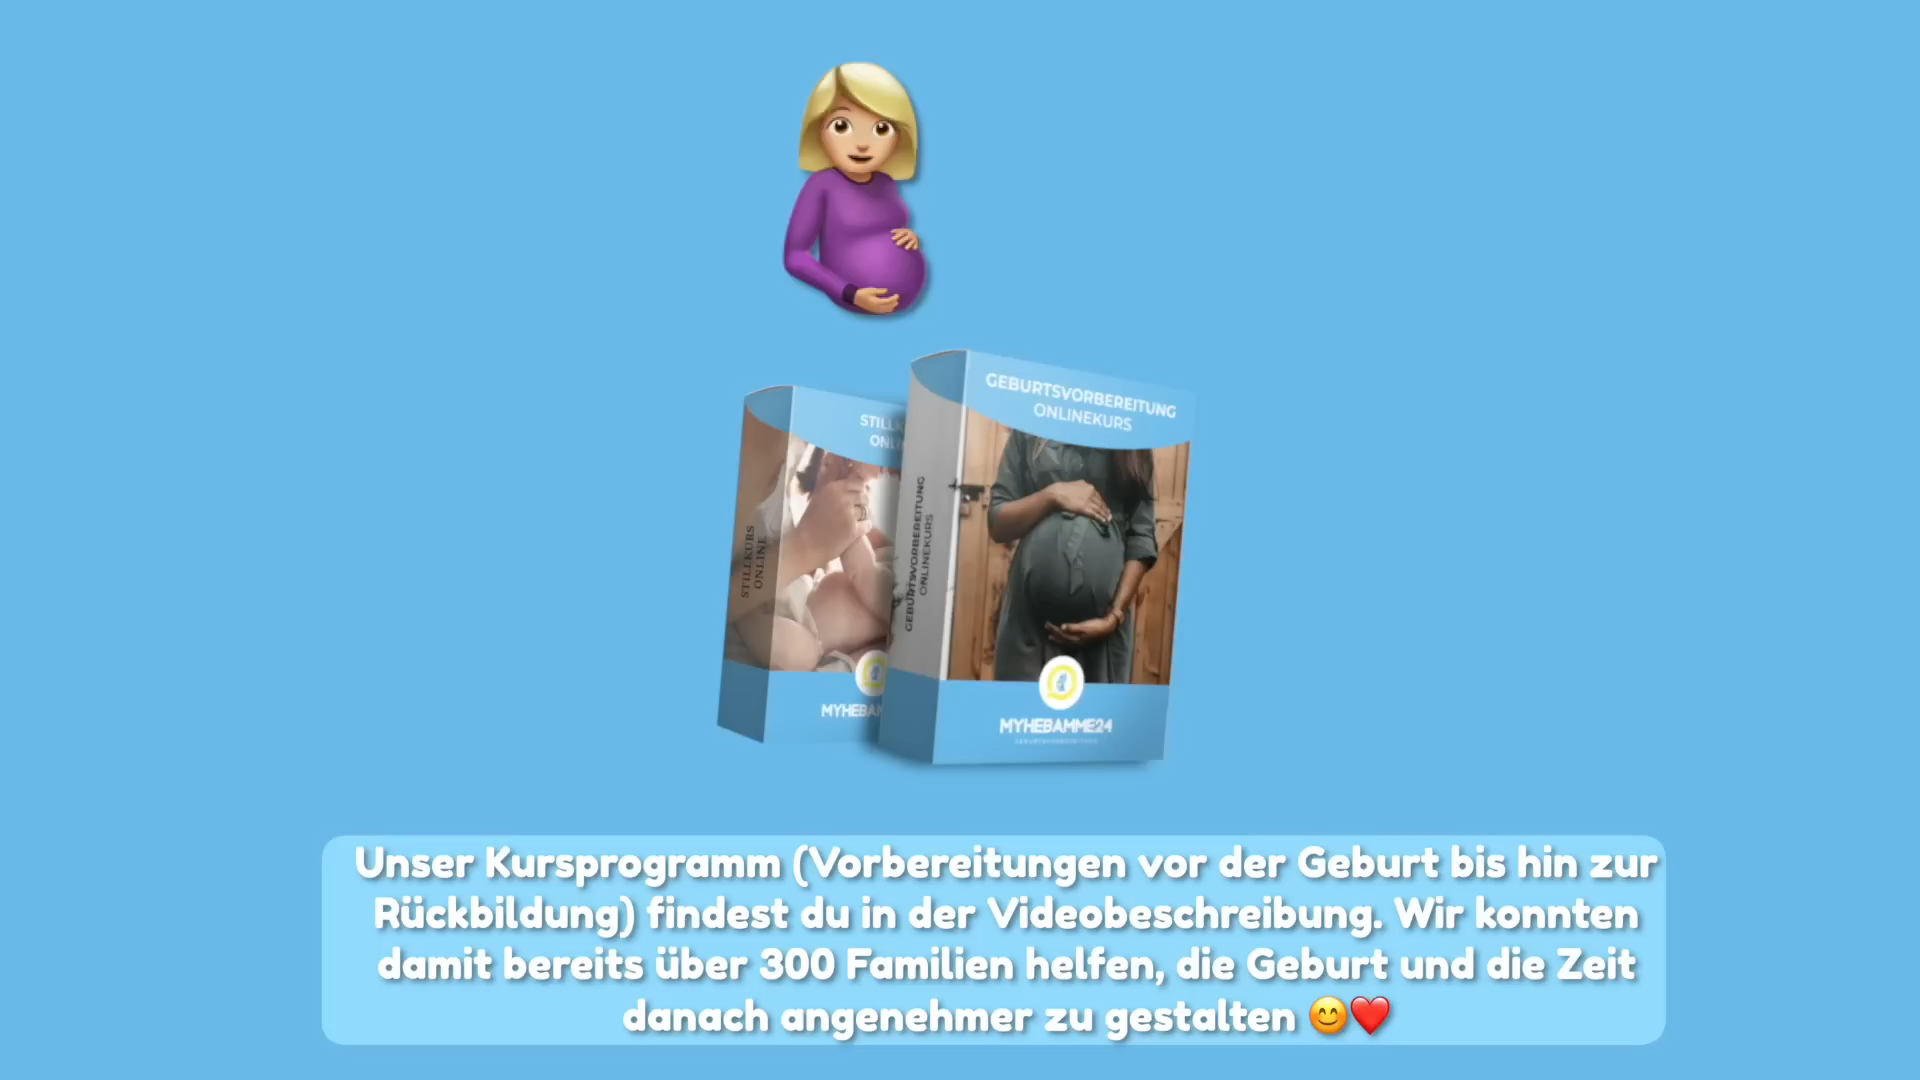 GEBURTSVORBEREITUNG
ONLINEKURS
GEBURTSVORBEREITUNG
ONLINEKURS
STILLKURS
ONLINE
MYHEBAMME24
Unser Kursprogramm (Vorbereitungen vor der Geburt bis hin zur
Rückbildung) findest du in der Videobeschreibung. Wir konnten
damit bereits über 300 Familien helfen, die Geburt und die Zeit
danach angenehmer zu gestalten 😊❤️